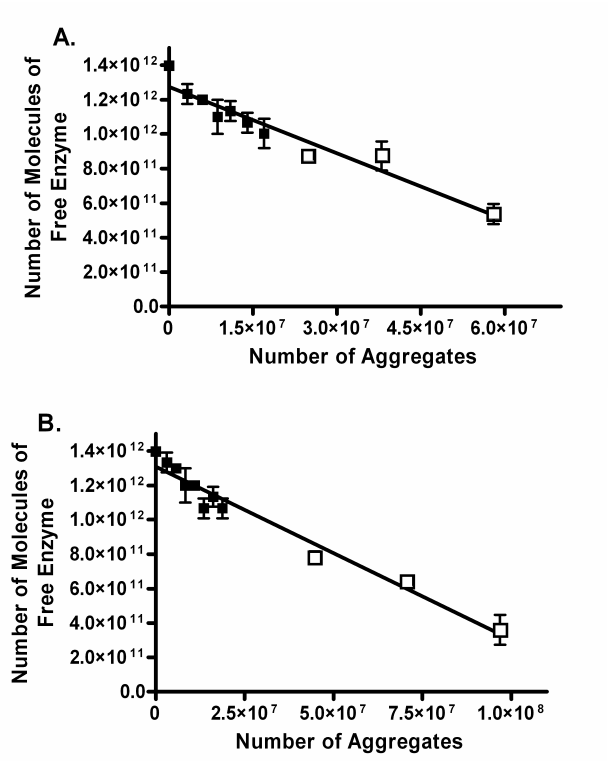 A.
Number of Molecules of
Free Enzyme
1.4×10¹²
1.2×10¹²
1.0×10¹²
8.0×10¹¹
6.0×10¹¹
4.0×10¹¹
2.0×10¹¹
0.0
0 1.5×10⁷ 3.0×10⁷ 4.5×10⁷ 6.0×10⁷
Number of Aggregates
B.
Number of Molecules of
Free Enzyme
1.4×10¹²
1.2×10¹²
1.0×10¹²
8.0×10¹¹
6.0×10¹¹
4.0×10¹¹
2.0×10¹¹
0.0
0 2.5×10⁷ 5.0×10⁷ 7.5×10⁷ 1.0×10⁸
Number of Aggregates